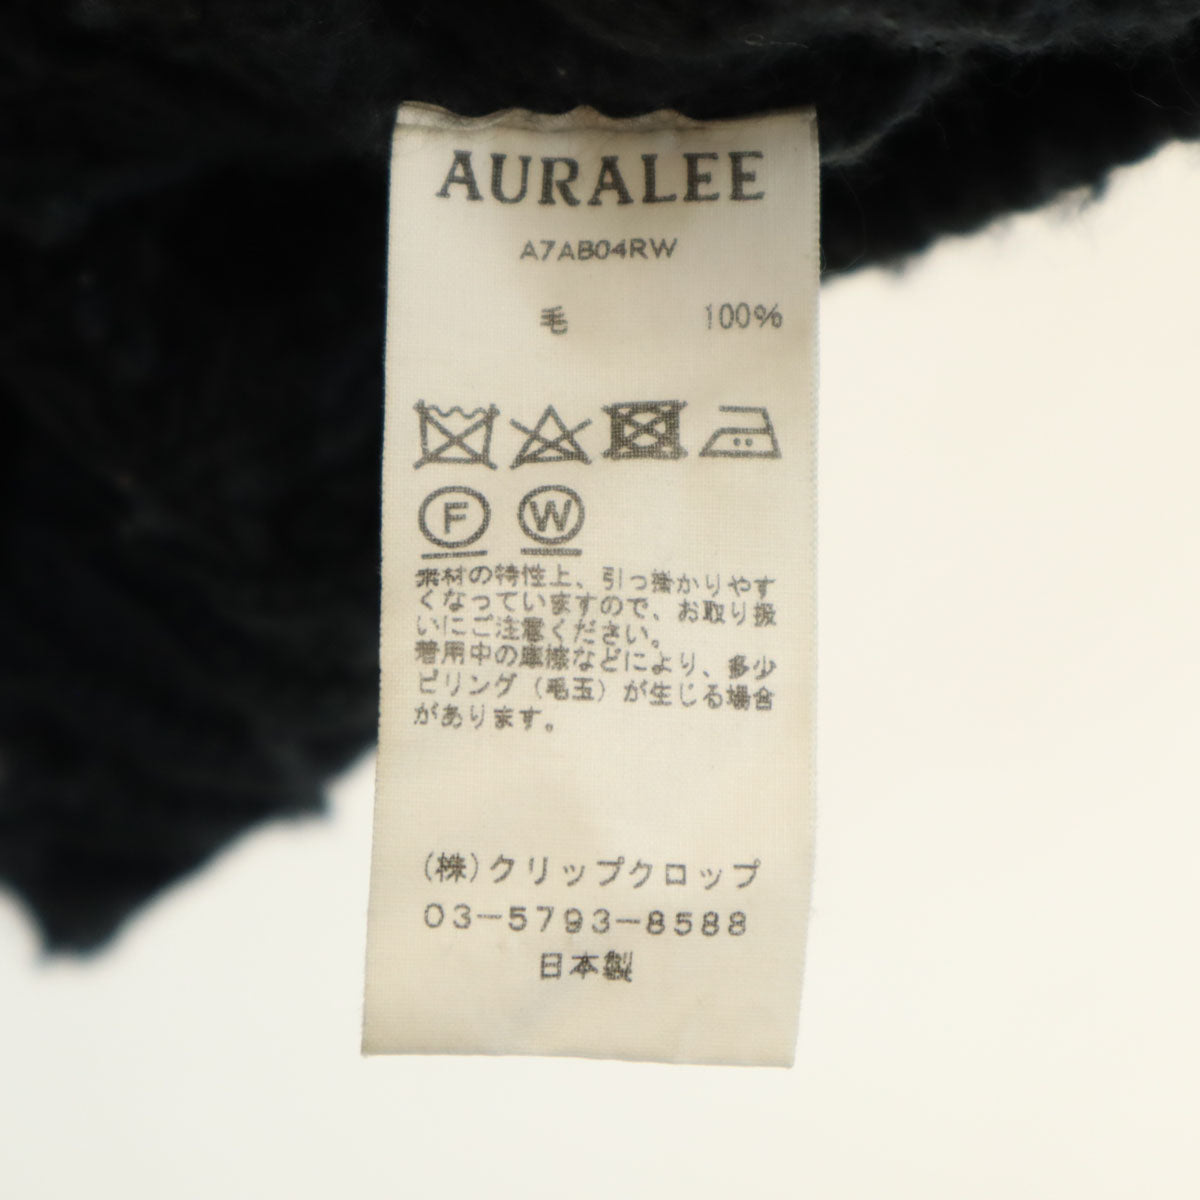 AURALEE
A7AB04RW
毛 100%
F W
素材の特性上、引っ掛かりやす
くなっていますので、お取り扱
いにご注意ください。
着用中の摩擦などにより、多少
ピリング（毛玉）が生じる場合
があります。
(株)クリップクロップ
03-5793-8588
日本製